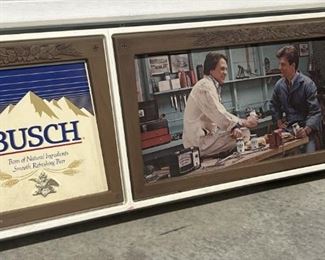 BUSCH
Born of Natural Ingredients
Smooth, Refreshing Beer